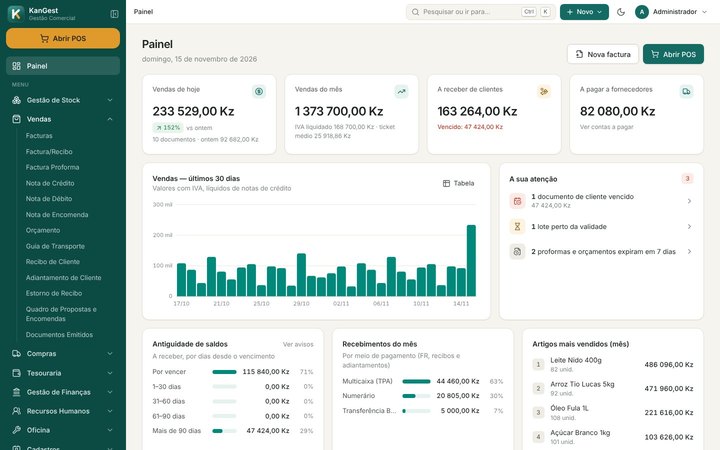 KanGest
Gestão Comercial
Abrir POS
Painel
MENU
Gestão de Stock
Vendas
Facturas
Factura/Recibo
Factura Proforma
Nota de Crédito
Nota de Débito
Nota de Encomenda
Orçamento
Guia de Transporte
Recibo de Cliente
Adiantamento de Cliente
Estorno de Recibo
Quadro de Propostas e
Encomendas
Documentos Emitidos
Compras
Tesouraria
Gestão de Finanças
Recursos Humanos
Oficina
Cadastros
Painel
Pesquisar ou ir para...
Ctrl K
Novo
A
Administrador
Painel
domingo, 15 de novembro de 2026
Nova factura
Abrir POS
Vendas de hoje
233 529,00 Kz
152% vs ontem
10 documentos · ontem 92 682,00 Kz
Vendas do mês
1 373 700,00 Kz
IVA liquidado 168 700,00 Kz · ticket
médio 25 918,86 Kz
A receber de clientes
163 264,00 Kz
Vencido: 47 424,00 Kz
A pagar a fornecedores
82 080,00 Kz
Ver contas a pagar
Vendas — últimos 30 dias
Valores com IVA, líquidos de notas de crédito
Tabela
300 mil
200 mil
100 mil
0
17/10 21/10 25/10 29/10 02/11 06/11 10/11 14/11
A sua atenção
3
1 documento de cliente vencido
47 424,00 Kz
1 lote perto da validade
2 proformas e orçamentos expiram em 7 dias
Antiguidade de saldos
Ver avisos
A receber, por dias desde o vencimento
Por vencer 115 840,00 Kz 71%
1–30 dias 0,00 Kz 0%
31–60 dias 0,00 Kz 0%
61–90 dias 0,00 Kz 0%
Mais de 90 dias 47 424,00 Kz 29%
Recebimentos do mês
Por meio de pagamento (FR, recibos e
adiantamentos)
Multicaixa (TPA) 44 460,00 Kz 63%
Numerário 20 805,00 Kz 30%
Transferência B... 5 000,00 Kz 7%
Artigos mais vendidos (mês)
1 Leite Nido 400g 486 096,00 Kz
82 unid.
2 Arroz Tio Lucas 5kg 471 960,00 Kz
92 unid.
3 Óleo Fula 1L 221 616,00 Kz
108 unid.
4 Açúcar Branco 1kg 103 626,00 Kz
101 unid.